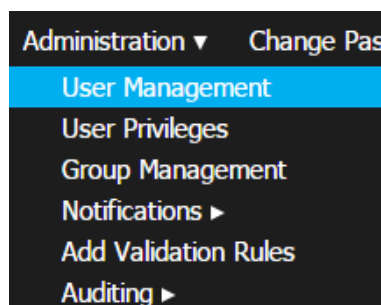 Administration ▾ Change Pas
User Management
User Privileges
Group Management
Notifications ▸
Add Validation Rules
Auditing ▸